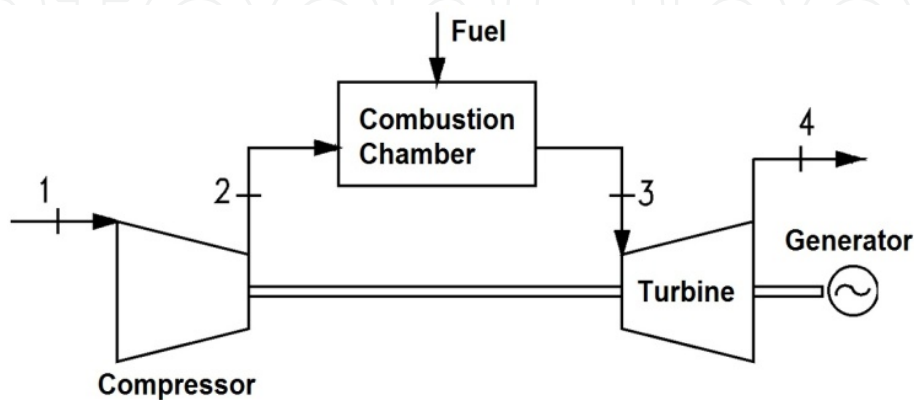 Fuel
Combustion
Chamber
4
1
2
3
Generator
Turbine
Compressor